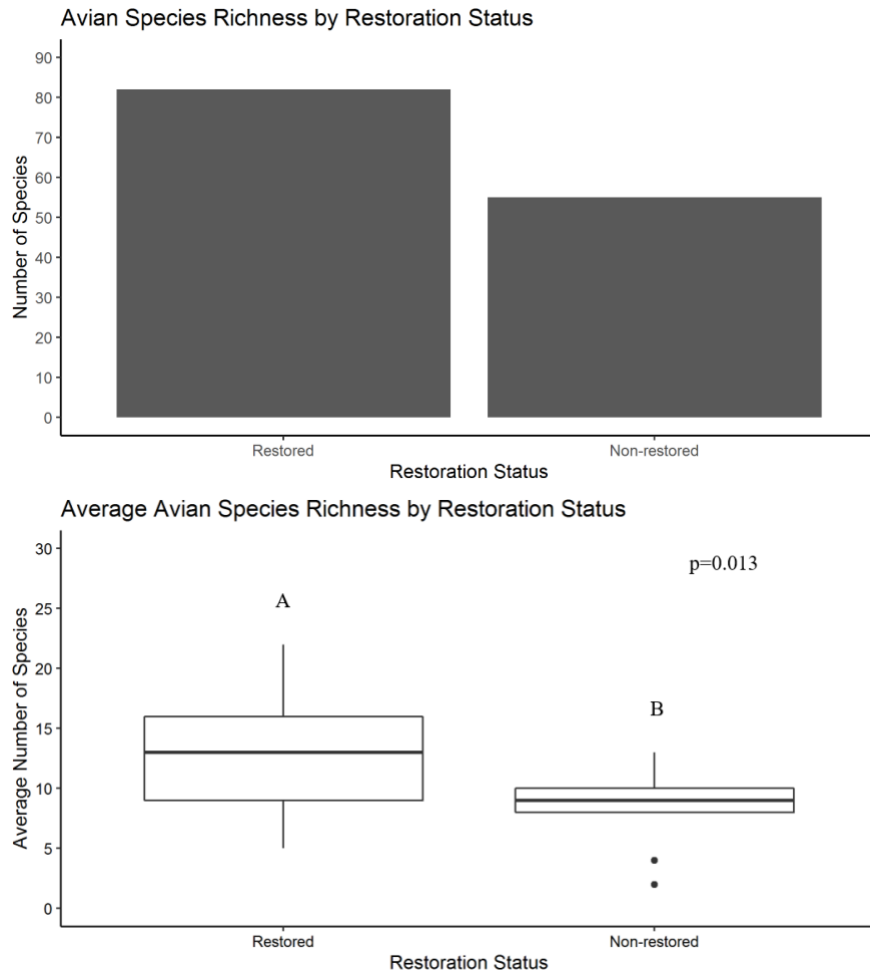 Avian Species Richness by Restoration Status
90
80
70
60
50
40
30
20
10
0
Number of Species
Restored Non-restored
Restoration Status
Average Avian Species Richness by Restoration Status
30
25
20
15
10
5
0
Average Number of Species
p=0.013
A
B
Restored Non-restored
Restoration Status